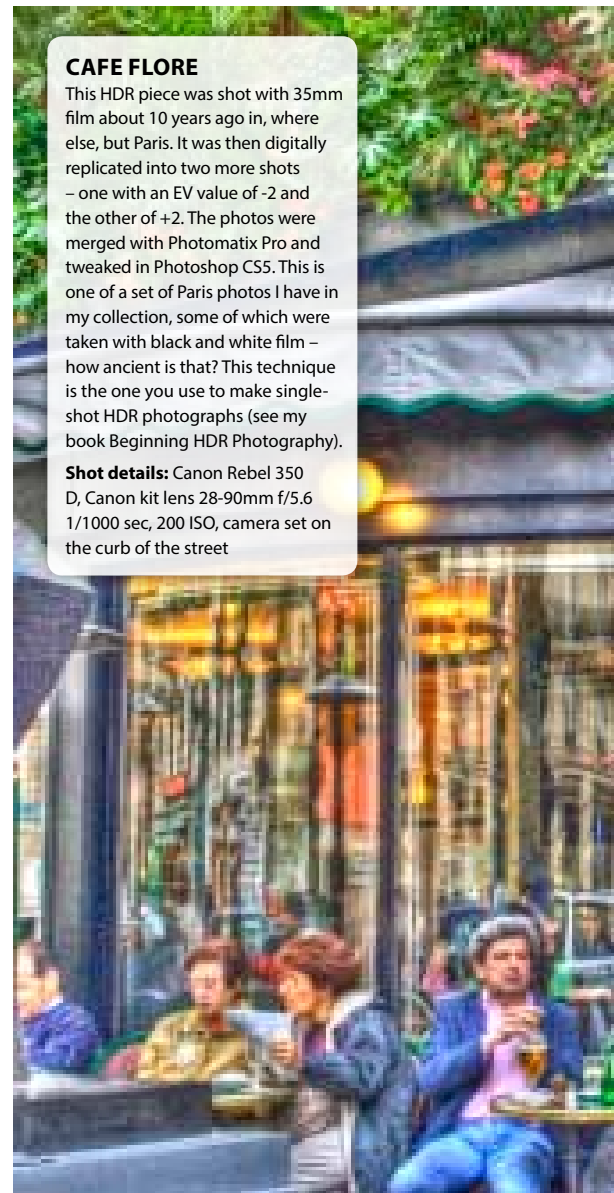 CAFE FLORE
This HDR piece was shot with 35mm
film about 10 years ago in, where
else, but Paris. It was then digitally
replicated into two more shots
– one with an EV value of -2 and
the other of +2. The photos were
merged with Photomatix Pro and
tweaked in Photoshop CS5. This is
one of a set of Paris photos I have in
my collection, some of which were
taken with black and white film –
how ancient is that? This technique
is the one you use to make single-
shot HDR photographs (see my
book Beginning HDR Photography).
Shot details: Canon Rebel 350
D, Canon kit lens 28-90mm f/5.6
1/1000 sec, 200 ISO, camera set on
the curb of the street